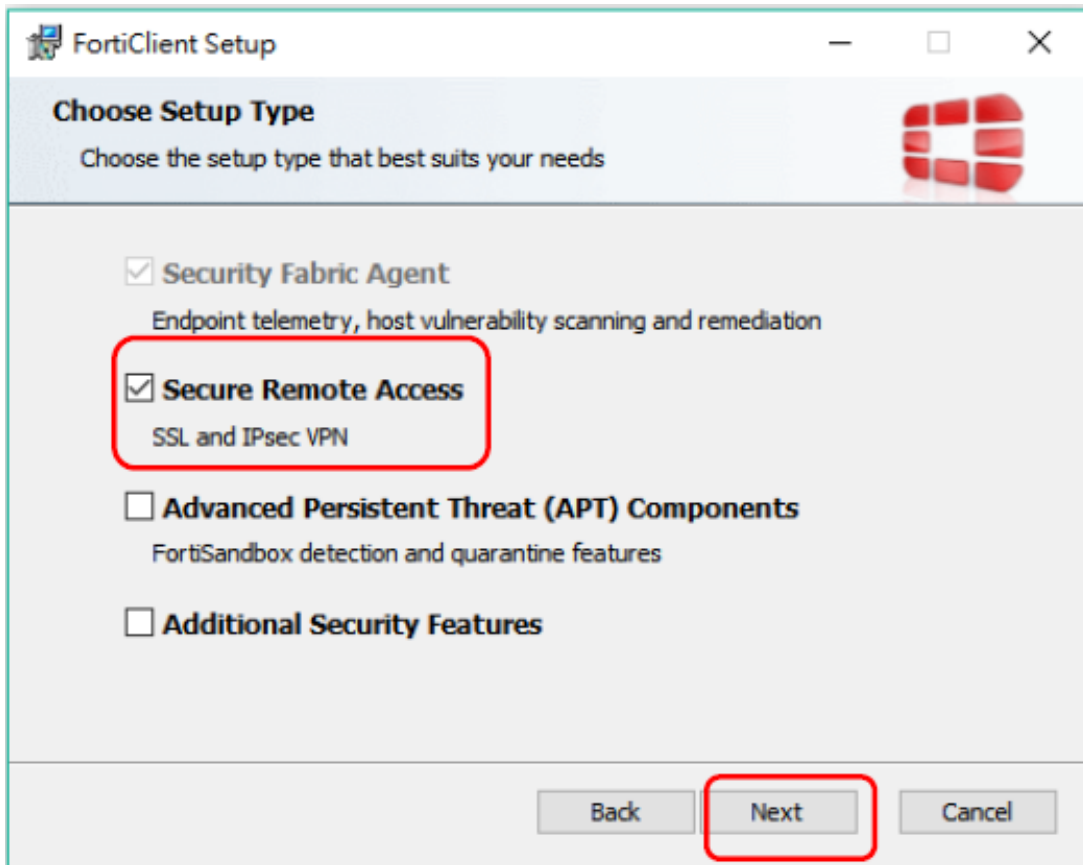 FortiClient Setup
Choose Setup Type
Choose the setup type that best suits your needs
Security Fabric Agent
Endpoint telemetry, host vulnerability scanning and remediation
Secure Remote Access
SSL and IPsec VPN
Advanced Persistent Threat (APT) Components
FortiSandbox detection and quarantine features
Additional Security Features
Back Next Cancel